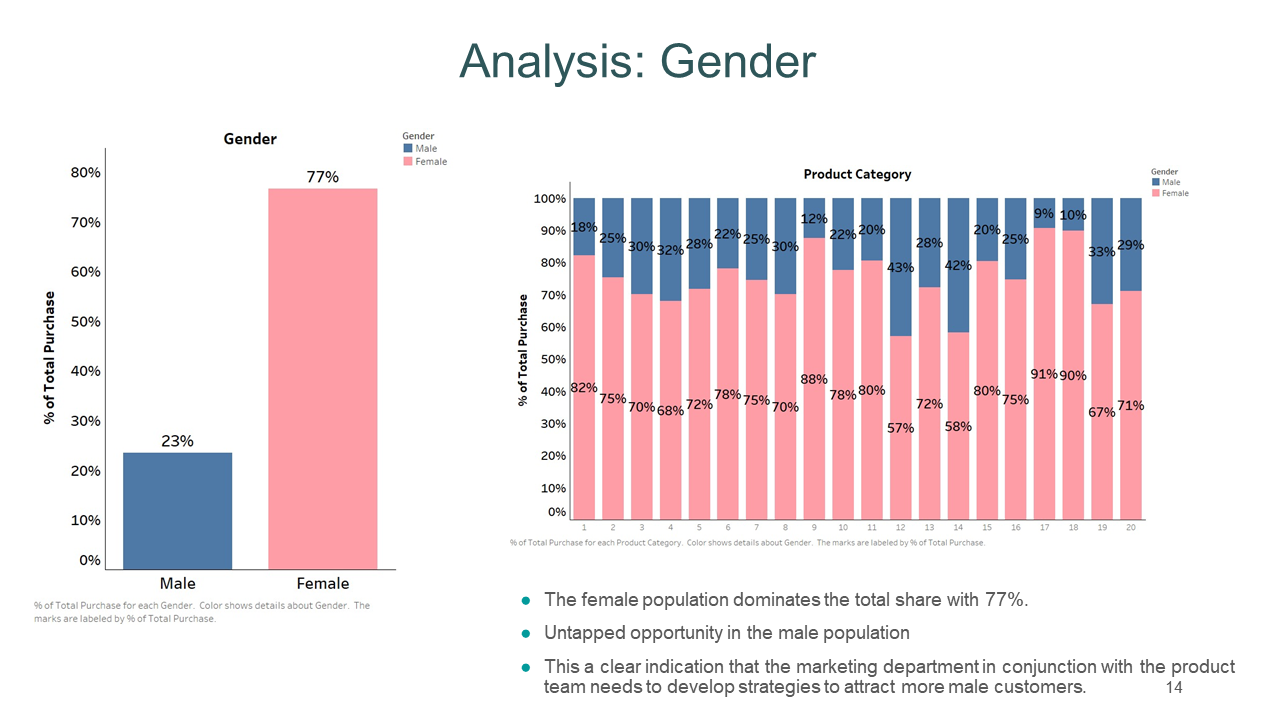 Analysis: Gender
Gender
Gender
Male
Female
% of Total Purchase
80%
70%
60%
50%
40%
30%
20%
10%
0%
77%
23%
Male
Female
% of Total Purchase for each Gender. Color shows details about Gender. The
marks are labeled by % of Total Purchase.
Product Category
Gender
Male
Female
% of Total Purchase
100%
90%
80%
70%
60%
50%
40%
30%
20%
10%
0%
18% 25% 30% 32% 28% 22% 25% 30% 12% 22% 20% 43% 28% 42% 20% 25% 9% 10% 33% 29%
82% 75% 70% 68% 72% 78% 75% 70% 88% 78% 80% 57% 72% 58% 80% 75% 91% 90% 67% 71%
1 2 3 4 5 6 7 8 9 10 11 12 13 14 15 16 17 18 19 20
% of Total Purchase for each Product Category. Color shows details about Gender. The marks are labeled by % of Total Purchase.
● The female population dominates the total share with 77%.
● Untapped opportunity in the male population
● This a clear indication that the marketing department in conjunction with the product
team needs to develop strategies to attract more male customers.
14